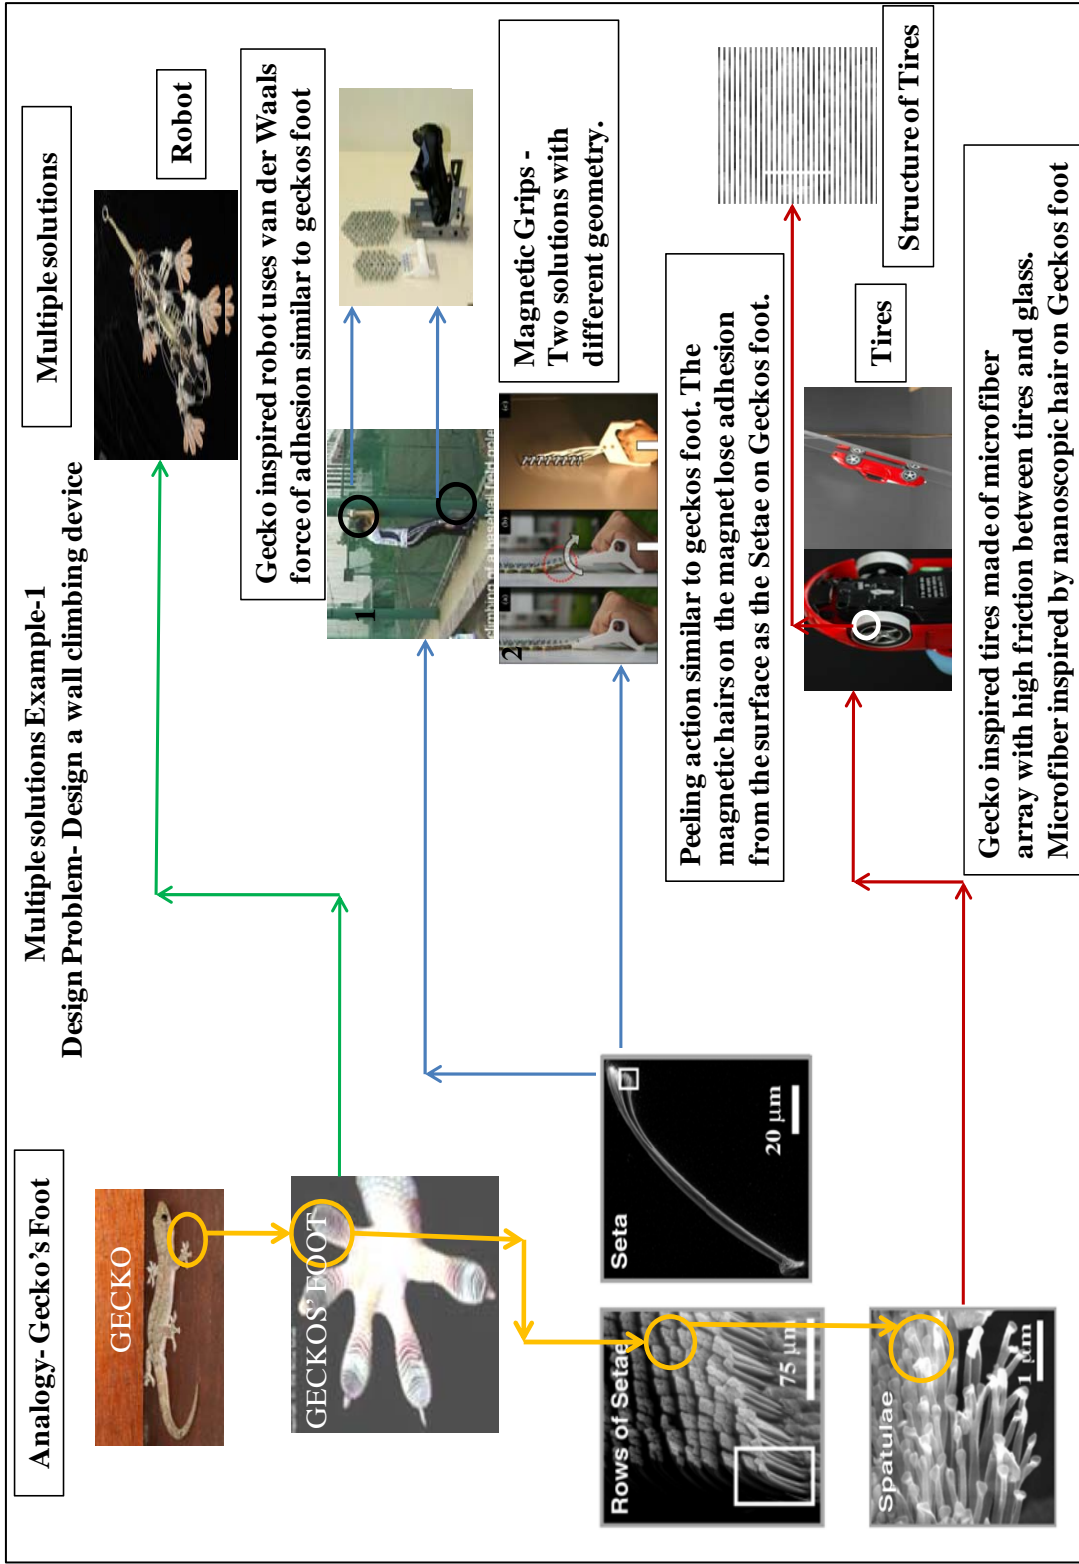 Multiple solutions Example-1
Design Problem- Design a wall climbing device
Analogy- Gecko's Foot
Multiple solutions
GECKO
Robot
GECKOS' FOOT
Gecko inspired robot uses van der Waals
force of adhesion similar to geckos foot
1
climbing of a baseball field pole
Magnetic Grips -
Two solutions with
different geometry.
2
(a)
(b)
(c)
Rows of Setae
75 μm
Seta
20 μm
Peeling action similar to geckos foot. The
magnetic hairs on the magnet lose adhesion
from the surface as the Setae on Geckos foot.
Spatulae
1 μm
Tires
Structure of Tires
Gecko inspired tires made of microfiber
array with high friction between tires and glass.
Microfiber inspired by nanoscopic hair on Geckos foot